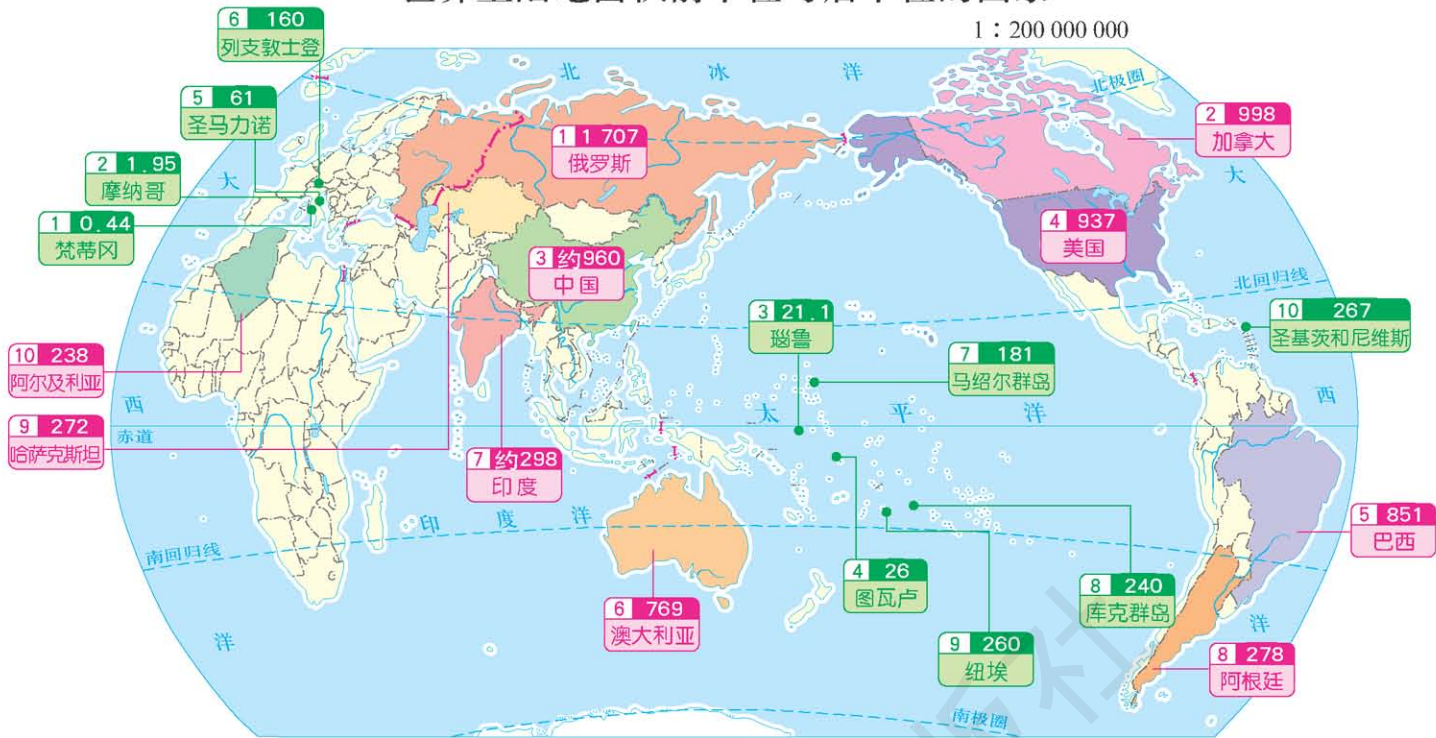 1：200 000 000
6 160
列支敦士登
5 61
圣马力诺
2 1.95
摩纳哥
1 0.44
梵蒂冈
北 冰 洋
北极圈
1 1 707
俄罗斯
2 998
加拿大
大
大
4 937
美国
3 约960
中国
北回归线
3 21.1
瑙鲁
10 267
圣基茨和尼维斯
10 238
阿尔及利亚
7 181
马绍尔群岛
西
太 平 洋
西
赤道
9 272
哈萨克斯坦
7 约298
印度
印 度 洋
南回归线
5 851
巴西
4 26
图瓦卢
8 240
库克群岛
6 769
澳大利亚
洋
洋
9 260
纽埃
8 278
阿根廷
南极圈